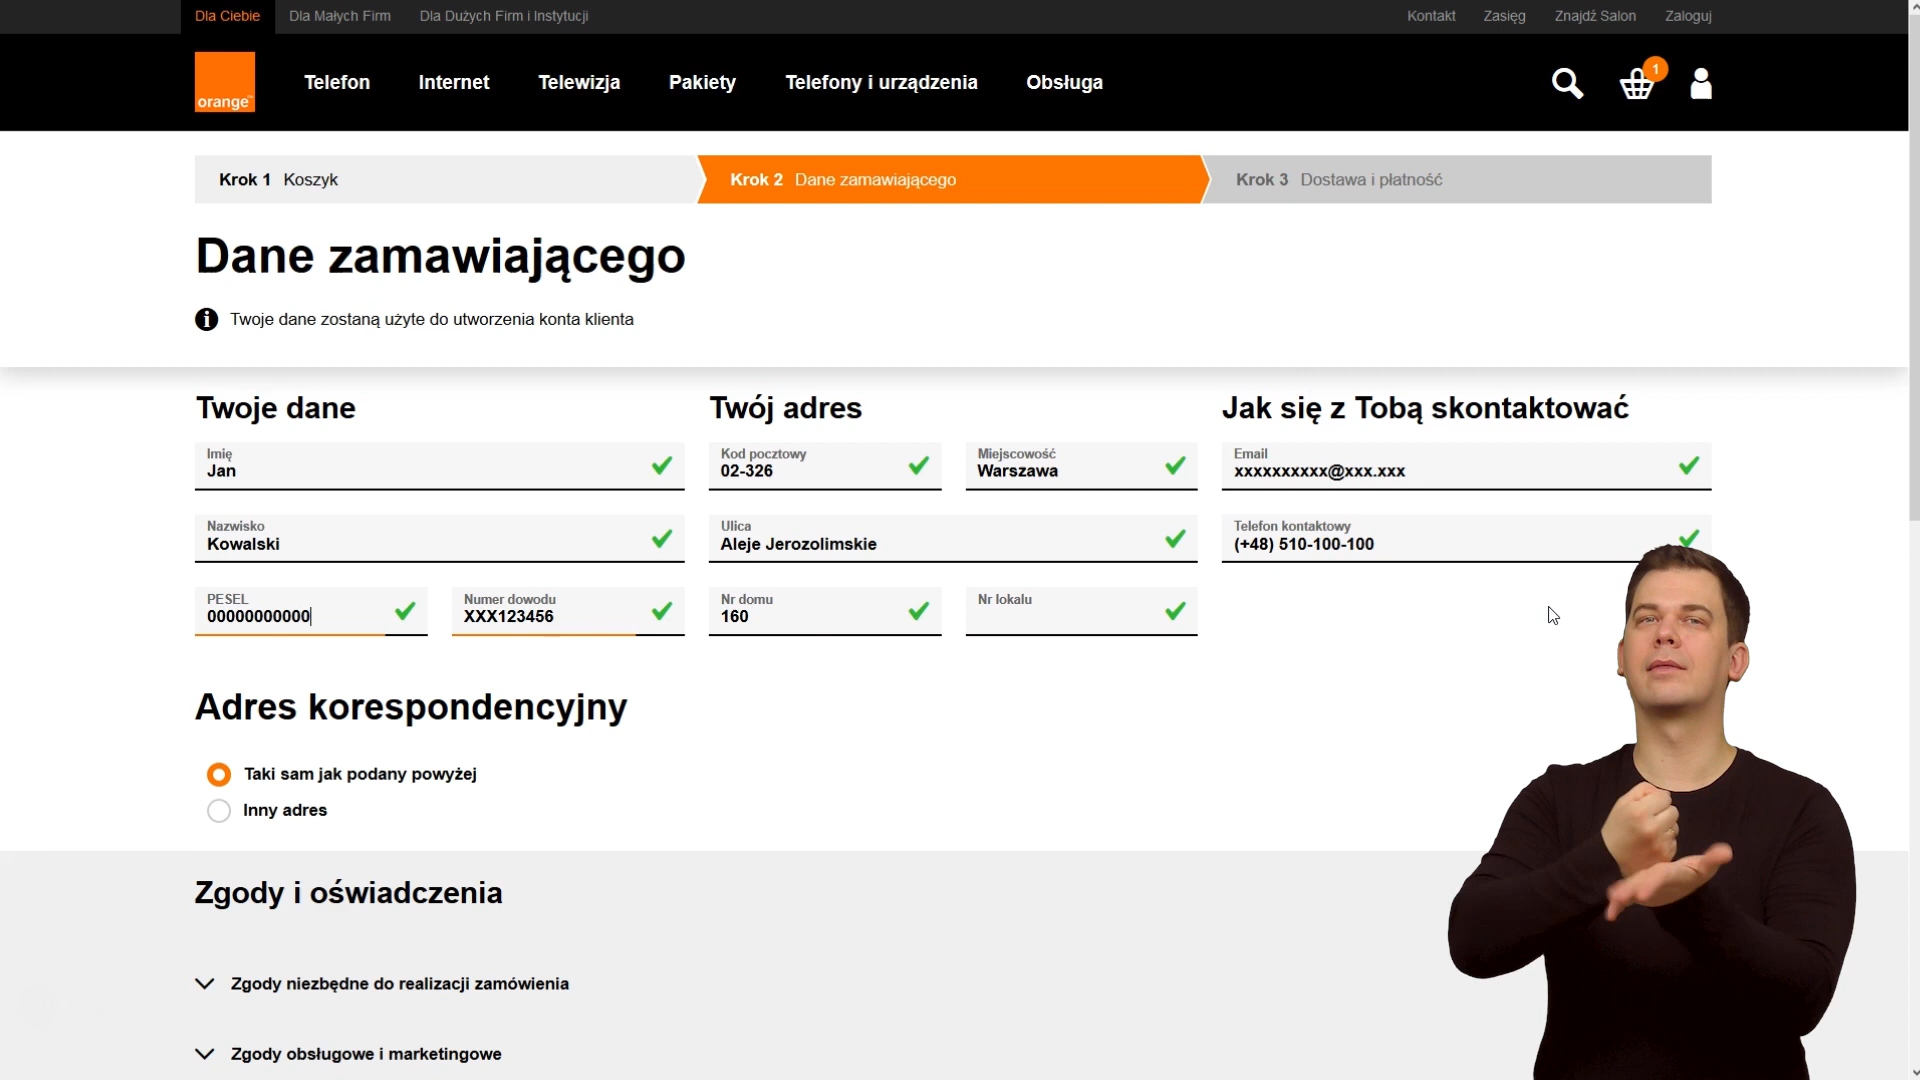 Dla Ciebie Dla Małych Firm Dla Dużych Firm i Instytucji Kontakt Zasięg Znajdź Salon Zaloguj
orange™ Telefon Internet Telewizja Pakiety Telefony i urządzenia Obsługa 1
Krok 1 Koszyk Krok 2 Dane zamawiającego Krok 3 Dostawa i płatność
Dane zamawiającego
Twoje dane zostaną użyte do utworzenia konta klienta
Twoje dane Twój adres Jak się z Tobą skontaktować
Imię Kod pocztowy Miejscowość Email
Jan 02-326 Warszawa xxxxxxxxxx@xxx.xxx
Nazwisko Ulica Telefon kontaktowy
Kowalski Aleje Jerozolimskie (+48) 510-100-100
PESEL Numer dowodu Nr domu Nr lokalu
00000000000 XXX123456 160
Adres korespondencyjny
Taki sam jak podany powyżej
Inny adres
Zgody i oświadczenia
Zgody niezbędne do realizacji zamówienia
Zgody obsługowe i marketingowe